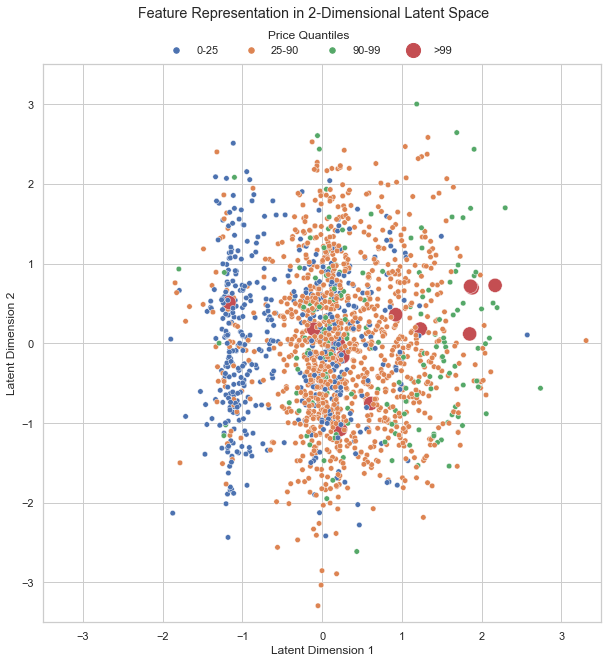 Feature Representation in 2-Dimensional Latent Space
Price Quantiles
0-25 25-90 90-99 >99
3
2
1
0
−1
−2
−3
Latent Dimension 2
−3 −2 −1 0 1 2 3
Latent Dimension 1